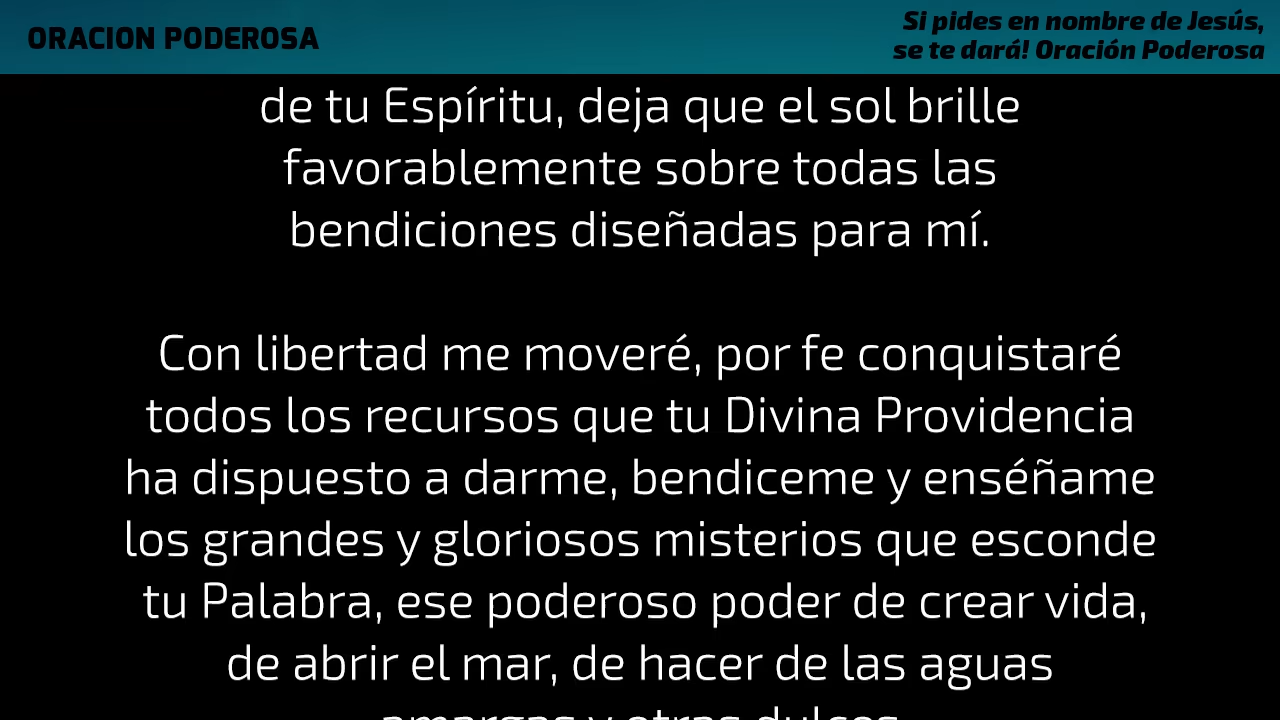 ORACION PODEROSA
Si pides en nombre de Jesús,
se te dará! Oración Poderosa
de tu Espíritu, deja que el sol brille
favorablemente sobre todas las
bendiciones diseñadas para mí.
Con libertad me moveré, por fe conquistaré
todos los recursos que tu Divina Providencia
ha dispuesto a darme, bendiceme y enséñame
los grandes y gloriosos misterios que esconde
tu Palabra, ese poderoso poder de crear vida,
de abrir el mar, de hacer de las aguas
amargas y otras dulces